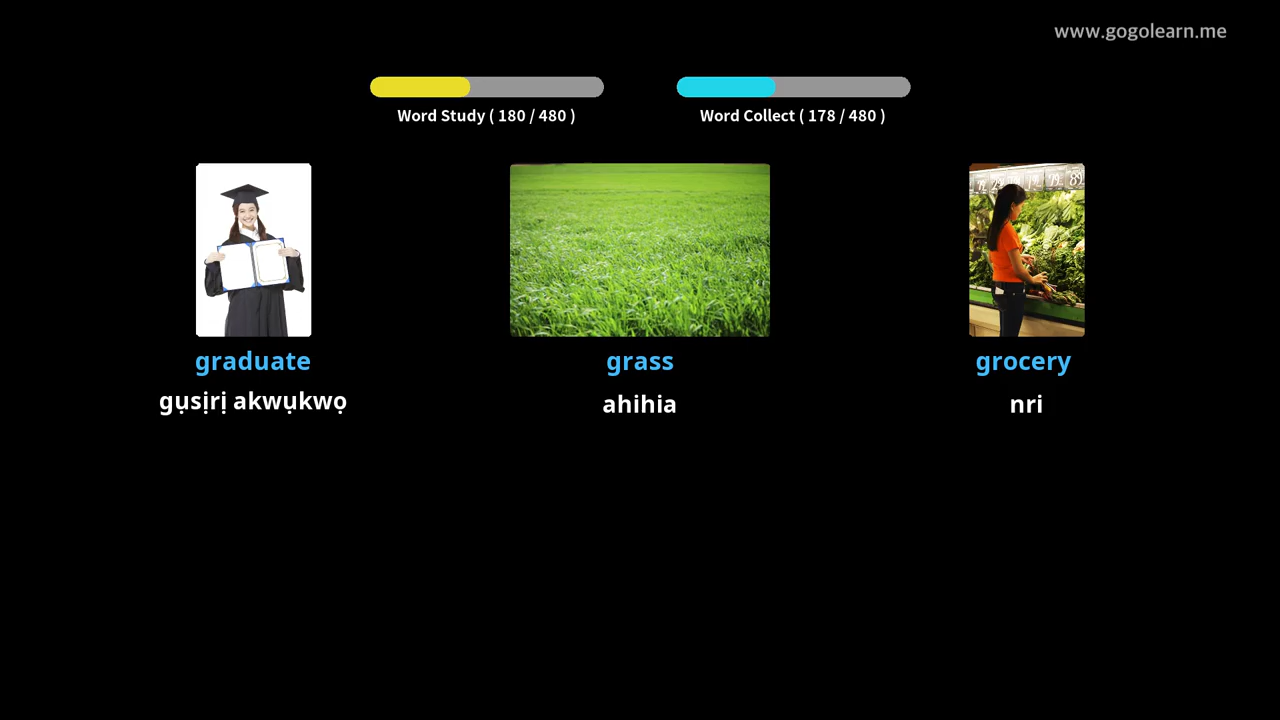 www.gogolearn.me
Word Study ( 180 / 480 )
Word Collect ( 178 / 480 )
graduate
grass
grocery
gụsịrị akwụkwọ
ahihia
nri